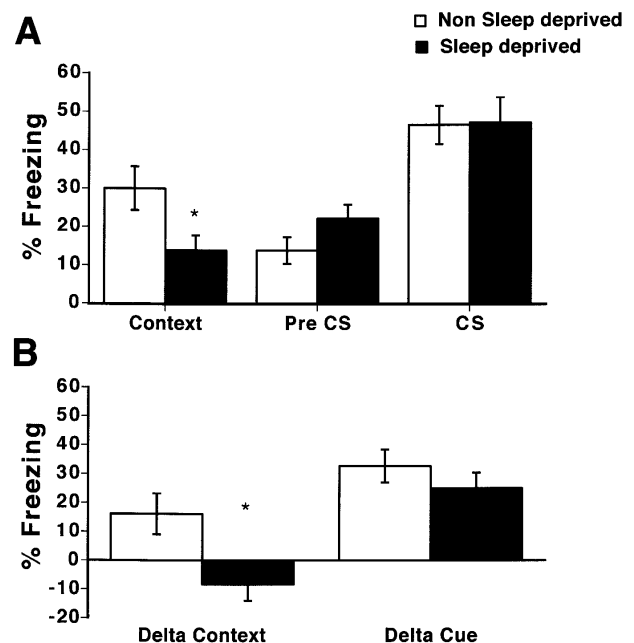 A
Non Sleep deprived
Sleep deprived
60
50
40
30
20
10
0
% Freezing
*
Context Pre CS CS
B
60
50
40
30
20
10
0
-10
-20
% Freezing
*
Delta Context Delta Cue